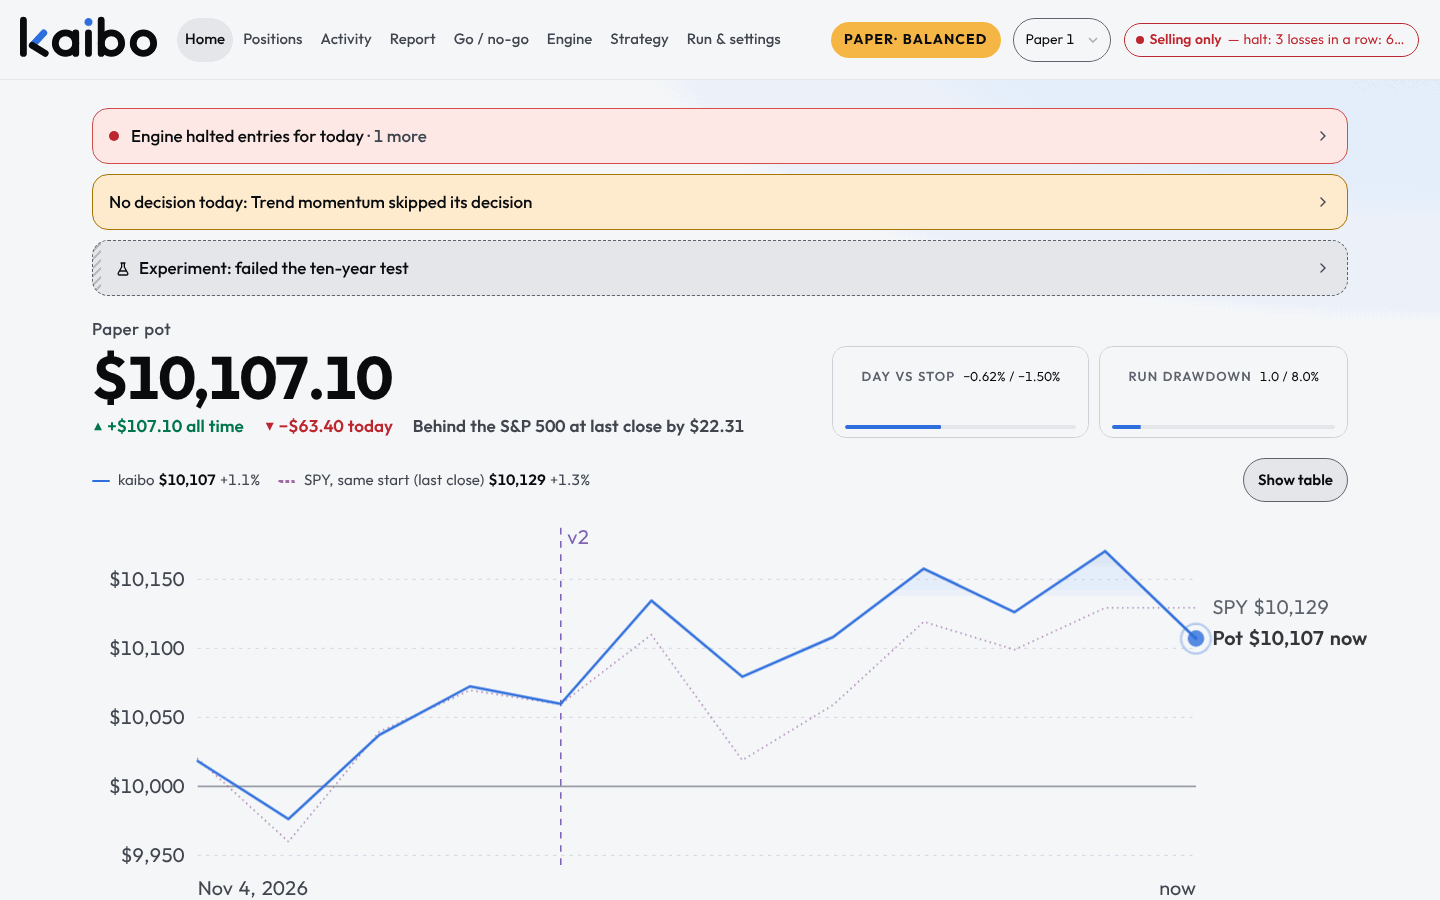 kaibo Home Positions Activity Report Go / no-go Engine Strategy Run & settings PAPER· BALANCED Paper 1 Selling only — halt: 3 losses in a row: 6...
Engine halted entries for today · 1 more
No decision today: Trend momentum skipped its decision
Experiment: failed the ten-year test
Paper pot
$10,107.10
▲ +$107.10 all time ▼ −$63.40 today Behind the S&P 500 at last close by $22.31
DAY VS STOP −0.62% / −1.50%
RUN DRAWDOWN 1.0 / 8.0%
kaibo $10,107 +1.1% SPY, same start (last close) $10,129 +1.3%
Show table
v2
$10,150
$10,100
$10,050
$10,000
$9,950
SPY $10,129
Pot $10,107 now
Nov 4, 2026
now